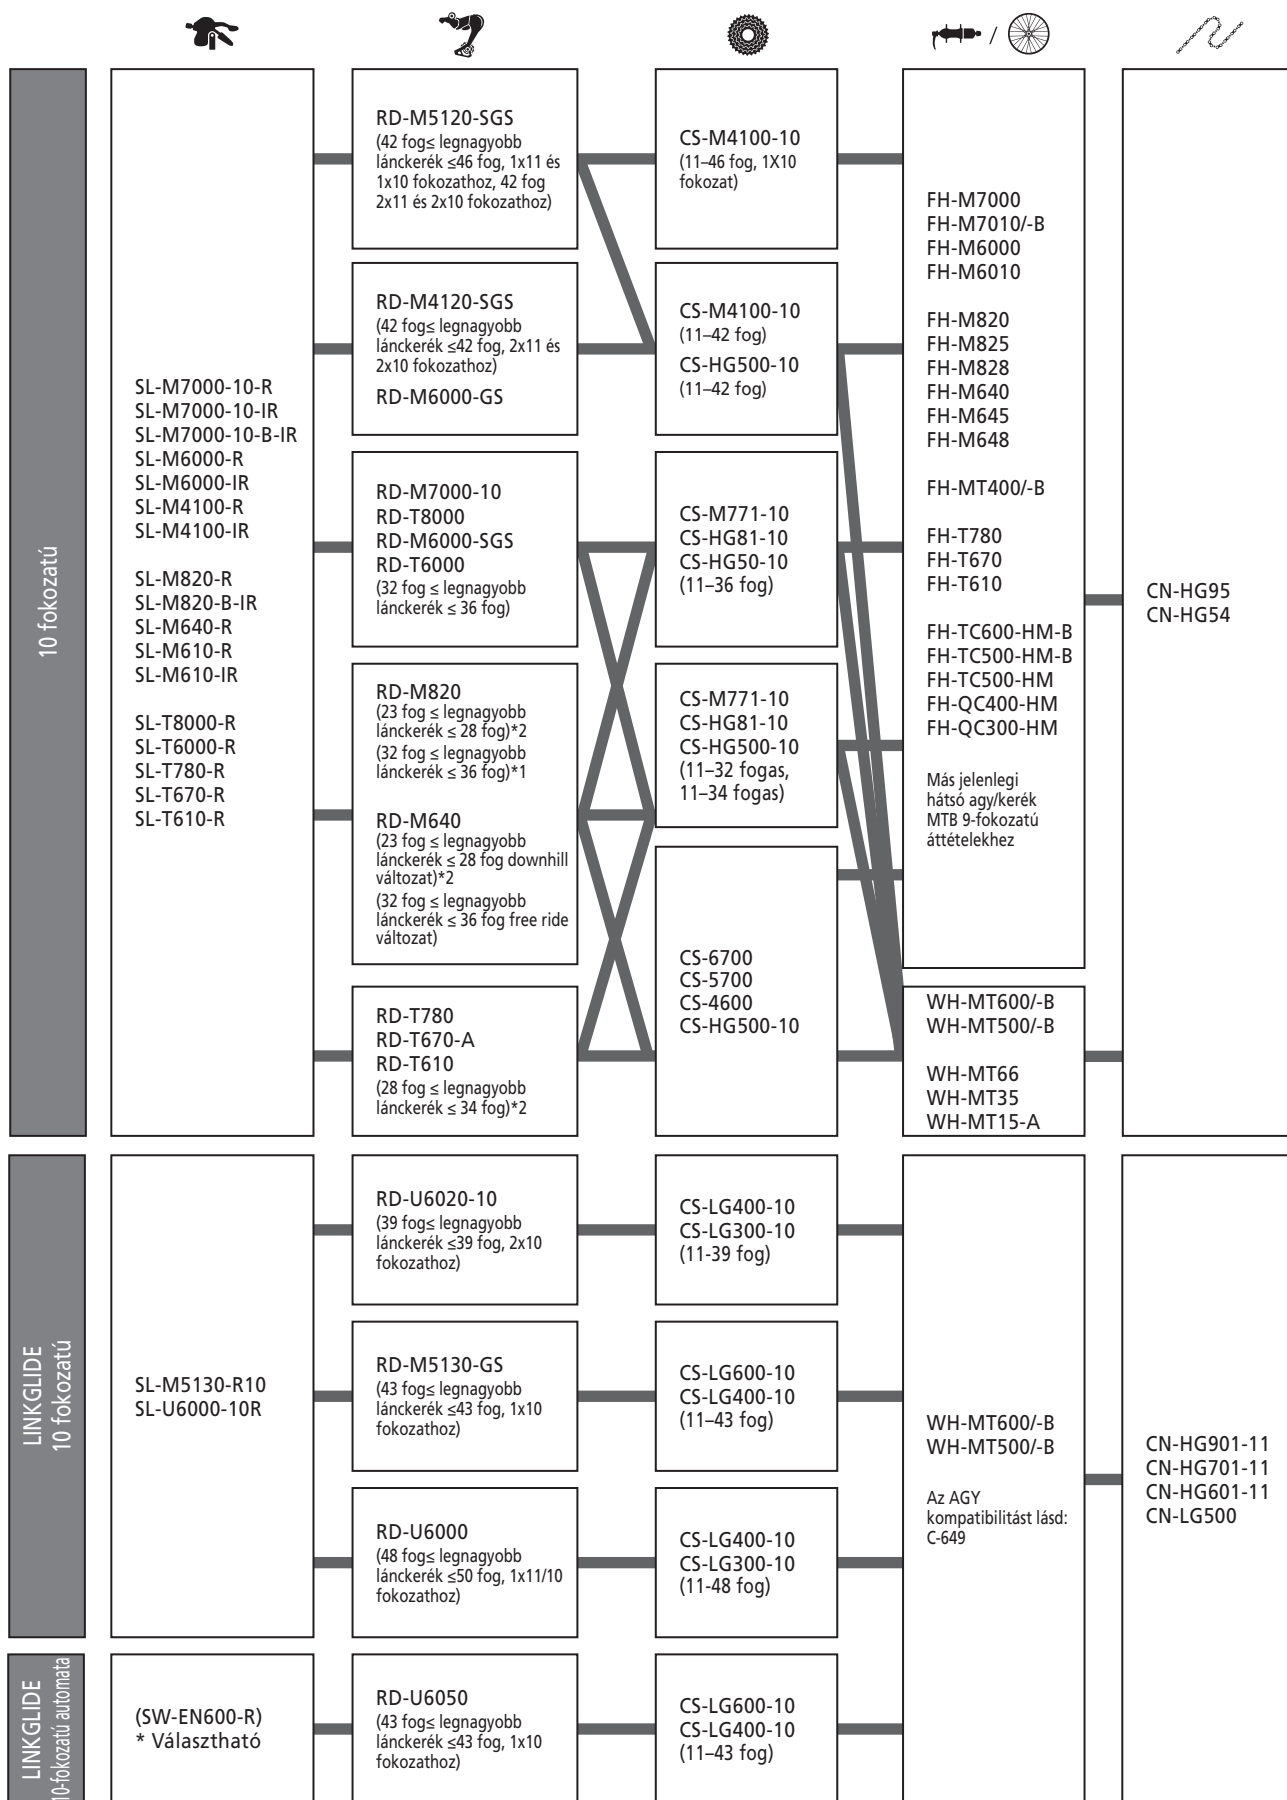 /
10 fokozatú
SL-M7000-10-R
SL-M7000-10-IR
SL-M7000-10-B-IR
SL-M6000-R
SL-M6000-IR
SL-M4100-R
SL-M4100-IR
SL-M820-R
SL-M820-B-IR
SL-M640-R
SL-M610-R
SL-M610-IR
SL-T8000-R
SL-T6000-R
SL-T780-R
SL-T670-R
SL-T610-R
RD-M5120-SGS
(42 fog≤ legnagyobb
lánckerék ≤46 fog, 1x11 és
1x10 fokozathoz, 42 fog
2x11 és 2x10 fokozathoz)
RD-M4120-SGS
(42 fog≤ legnagyobb
lánckerék ≤42 fog, 2x11 és
2x10 fokozathoz)
RD-M6000-GS
RD-M7000-10
RD-T8000
RD-M6000-SGS
RD-T6000
(32 fog ≤ legnagyobb
lánckerék ≤ 36 fog)
RD-M820
(23 fog ≤ legnagyobb
lánckerék ≤ 28 fog)*2
(32 fog ≤ legnagyobb
lánckerék ≤ 36 fog)*1
RD-M640
(23 fog ≤ legnagyobb
lánckerék ≤ 28 fog downhill
változat)*2
(32 fog ≤ legnagyobb
lánckerék ≤ 36 fog free ride
változat)
RD-T780
RD-T670-A
RD-T610
(28 fog ≤ legnagyobb
lánckerék ≤ 34 fog)*2
CS-M4100-10
(11–46 fog, 1X10
fokozat)
CS-M4100-10
(11–42 fog)
CS-HG500-10
(11–42 fog)
CS-M771-10
CS-HG81-10
CS-HG50-10
(11–36 fog)
CS-M771-10
CS-HG81-10
CS-HG500-10
(11–32 fogas,
11–34 fogas)
CS-6700
CS-5700
CS-4600
CS-HG500-10
FH-M7000
FH-M7010/-B
FH-M6000
FH-M6010
FH-M820
FH-M825
FH-M828
FH-M640
FH-M645
FH-M648
FH-MT400/-B
FH-T780
FH-T670
FH-T610
FH-TC600-HM-B
FH-TC500-HM-B
FH-TC500-HM
FH-QC400-HM
FH-QC300-HM
Más jelenlegi
hátsó agy/kerék
MTB 9-fokozatú
áttételekhez
WH-MT600/-B
WH-MT500/-B
WH-MT66
WH-MT35
WH-MT15-A
CN-HG95
CN-HG54
LINKGLIDE
10 fokozatú
SL-M5130-R10
SL-U6000-10R
RD-U6020-10
(39 fog≤ legnagyobb
lánckerék ≤39 fog, 2x10
fokozathoz)
RD-M5130-GS
(43 fog≤ legnagyobb
lánckerék ≤43 fog, 1x10
fokozathoz)
RD-U6000
(48 fog≤ legnagyobb
lánckerék ≤50 fog, 1x11/10
fokozathoz)
CS-LG400-10
CS-LG300-10
(11-39 fog)
CS-LG600-10
CS-LG400-10
(11–43 fog)
CS-LG400-10
CS-LG300-10
(11-48 fog)
WH-MT600/-B
WH-MT500/-B
Az AGY
kompatibilitást lásd:
C-649
CN-HG901-11
CN-HG701-11
CN-HG601-11
CN-LG500
LINKGLIDE
10-fokozatú automata
(SW-EN600-R)
* Választható
RD-U6050
(43 fog≤ legnagyobb
lánckerék ≤43 fog, 1x10
fokozathoz)
CS-LG600-10
CS-LG400-10
(11–43 fog)